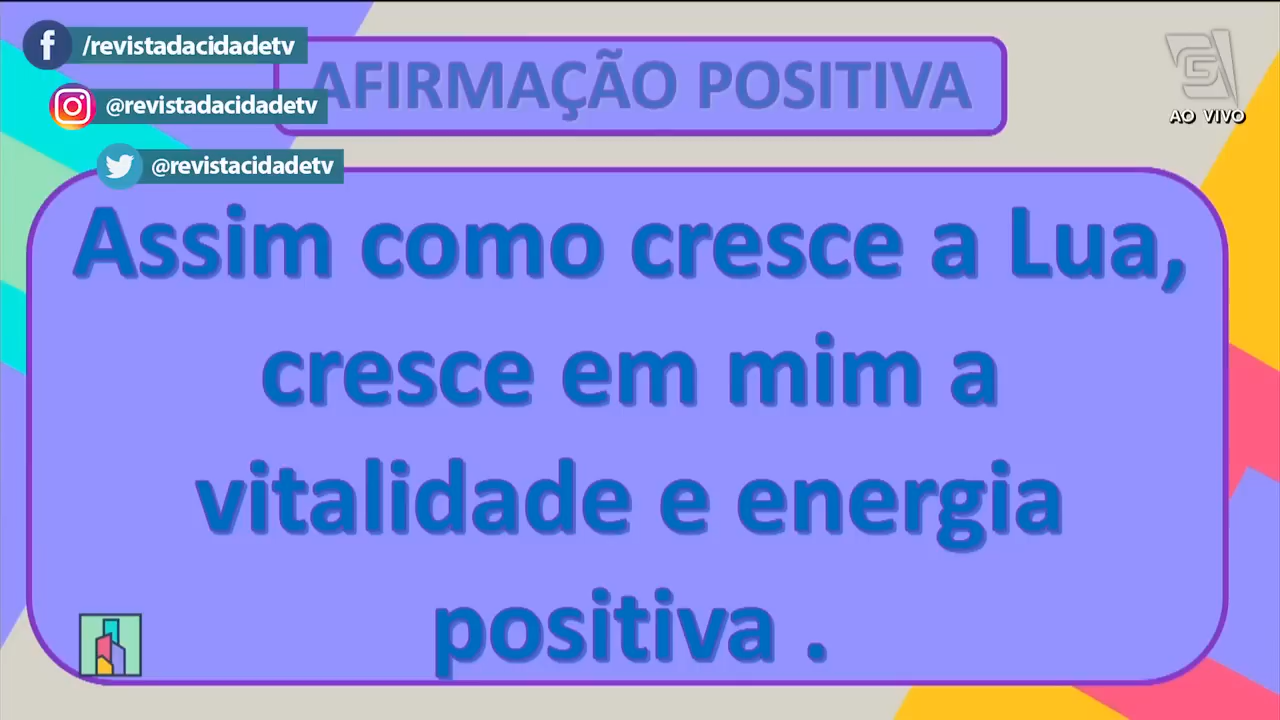 /revistadacidadetv
AFIRMAÇÃO POSITIVA
@revistadacidadetv
AO VIVO
@revistacidadetv
Assim como cresce a Lua,
cresce em mim a
vitalidade e energia
positiva .